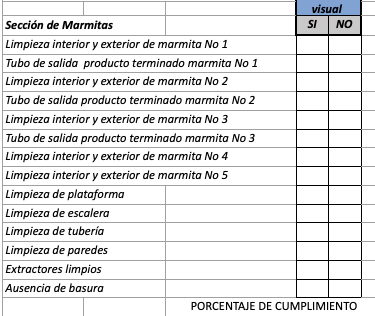 visual
Sección de Marmitas SI NO
Limpieza interior y exterior de marmita No 1
Tubo de salida producto terminado marmita No 1
Limpieza interior y exterior de marmita No 2
Tubo de salida producto terminado marmita No 2
Limpieza interior y exterior de marmita No 3
Tubo de salida producto terminado marmita No 3
Limpieza interior y exterior de marmita No 4
Limpieza interior y exterior de marmita No 5
Limpieza de plataforma
Limpieza de escalera
Limpieza de tubería
Limpieza de paredes
Extractores limpios
Ausencia de basura
PORCENTAJE DE CUMPLIMIENTO